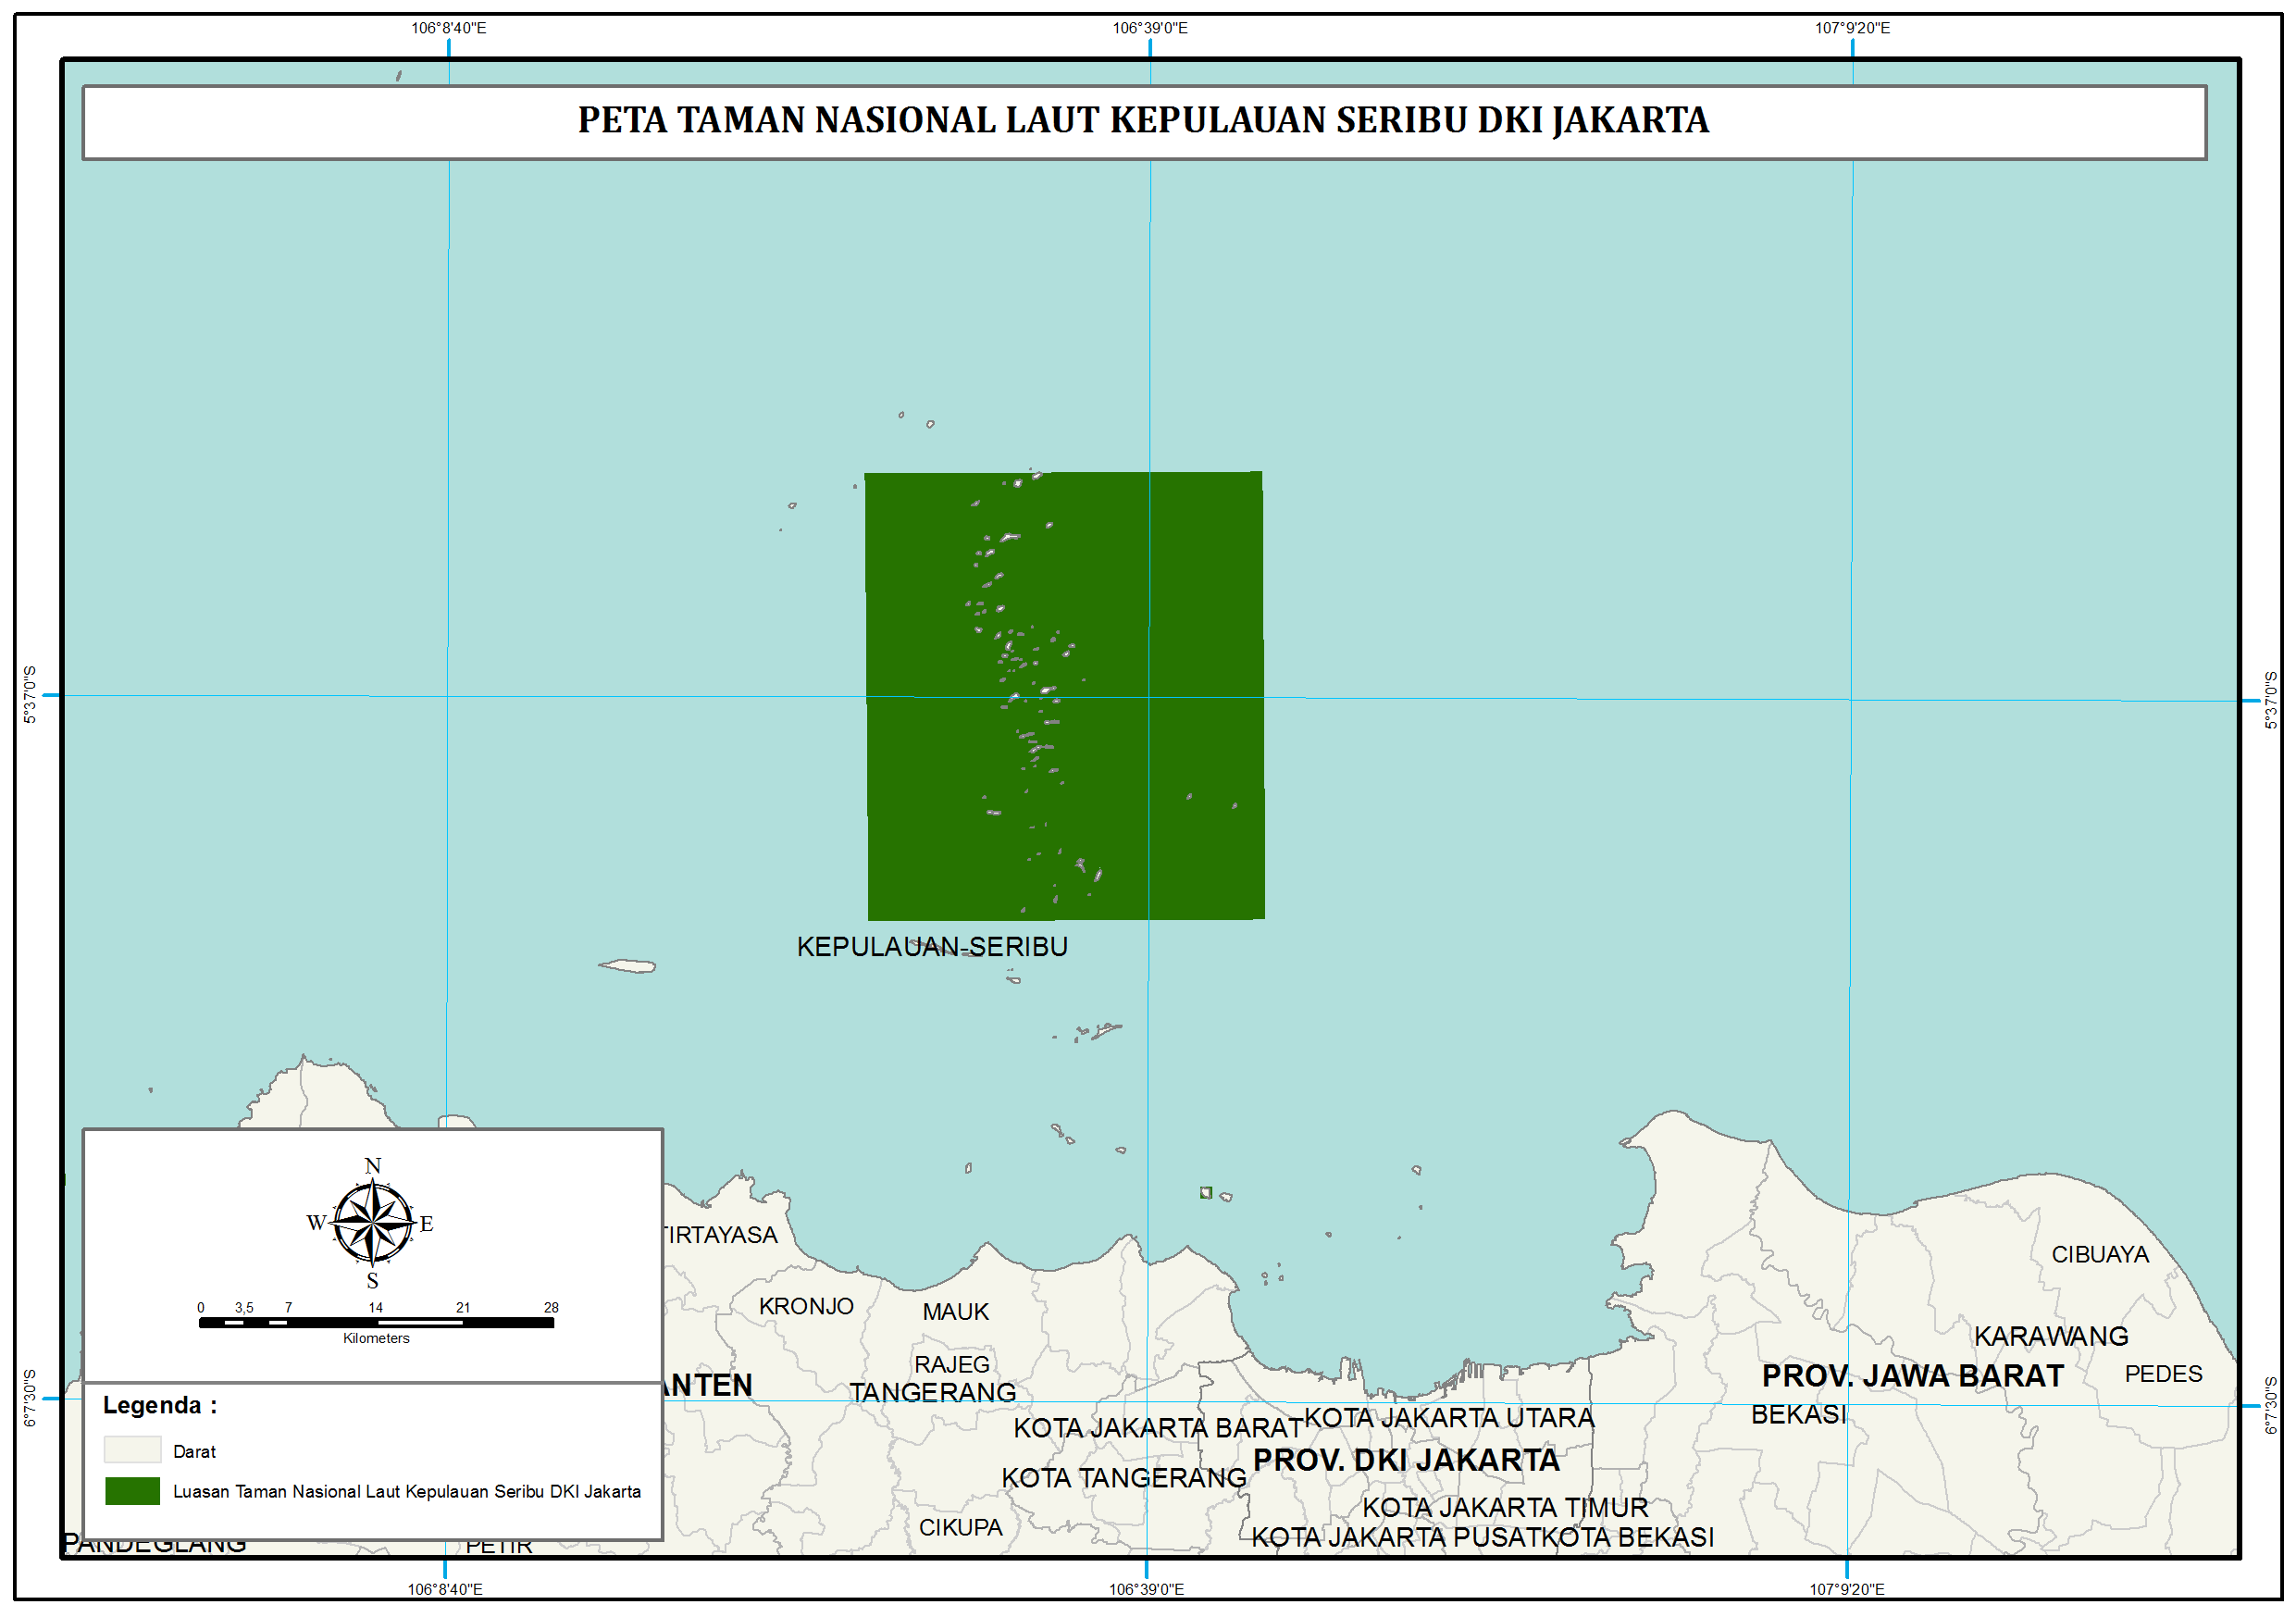 106°8'40"E 106°39'0"E 107°9'20"E
PETA TAMAN NASIONAL LAUT KEPULAUAN SERIBU DKI JAKARTA
5°37'0"S 5°37'0"S
KEPULAUAN-SERIBU
N
W E
S
0 3,5 7 14 21 28
Kilometers
TIRTAYASA
KRONJO
MAUK
RAJEG
TANGERANG
ANTEN
CIBUAYA
KARAWANG
PROV. JAWA BARAT
PEDES
BEKASI
6°7'30"S 6°7'30"S
KOTA JAKARTA BARAT
KOTA JAKARTA UTARA
PROV. DKI JAKARTA
KOTA TANGERANG
KOTA JAKARTA TIMUR
CIKUPA
KOTA JAKARTA PUSAT
KOTA BEKASI
Legenda :
Darat
Luasan Taman Nasional Laut Kepulauan Seribu DKI Jakarta
PANDEGLANG
PETIR
106°8'40"E 106°39'0"E 107°9'20"E